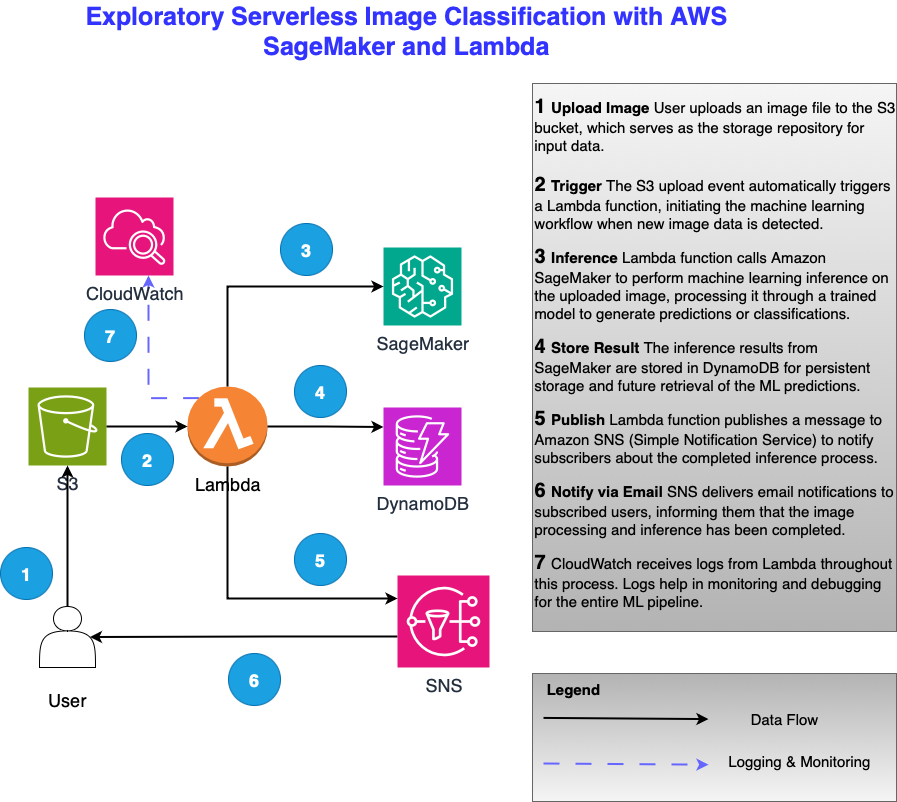 Exploratory Serverless Image Classification with AWS
SageMaker and Lambda
1 Upload Image User uploads an image file to the S3
bucket, which serves as the storage repository for
input data.
2 Trigger The S3 upload event automatically triggers
a Lambda function, initiating the machine learning
workflow when new image data is detected.
3 Inference Lambda function calls Amazon
SageMaker to perform machine learning inference on
the uploaded image, processing it through a trained
model to generate predictions or classifications.
4 Store Result The inference results from
SageMaker are stored in DynamoDB for persistent
storage and future retrieval of the ML predictions.
5 Publish Lambda function publishes a message to
Amazon SNS (Simple Notification Service) to notify
subscribers about the completed inference process.
6 Notify via Email SNS delivers email notifications to
subscribed users, informing them that the image
processing and inference has been completed.
7 CloudWatch receives logs from Lambda throughout
this process. Logs help in monitoring and debugging
for the entire ML pipeline.
3
CloudWatch
7
SageMaker
4
S3
2
Lambda
DynamoDB
5
1
User
6
SNS
Legend
Data Flow
Logging & Monitoring